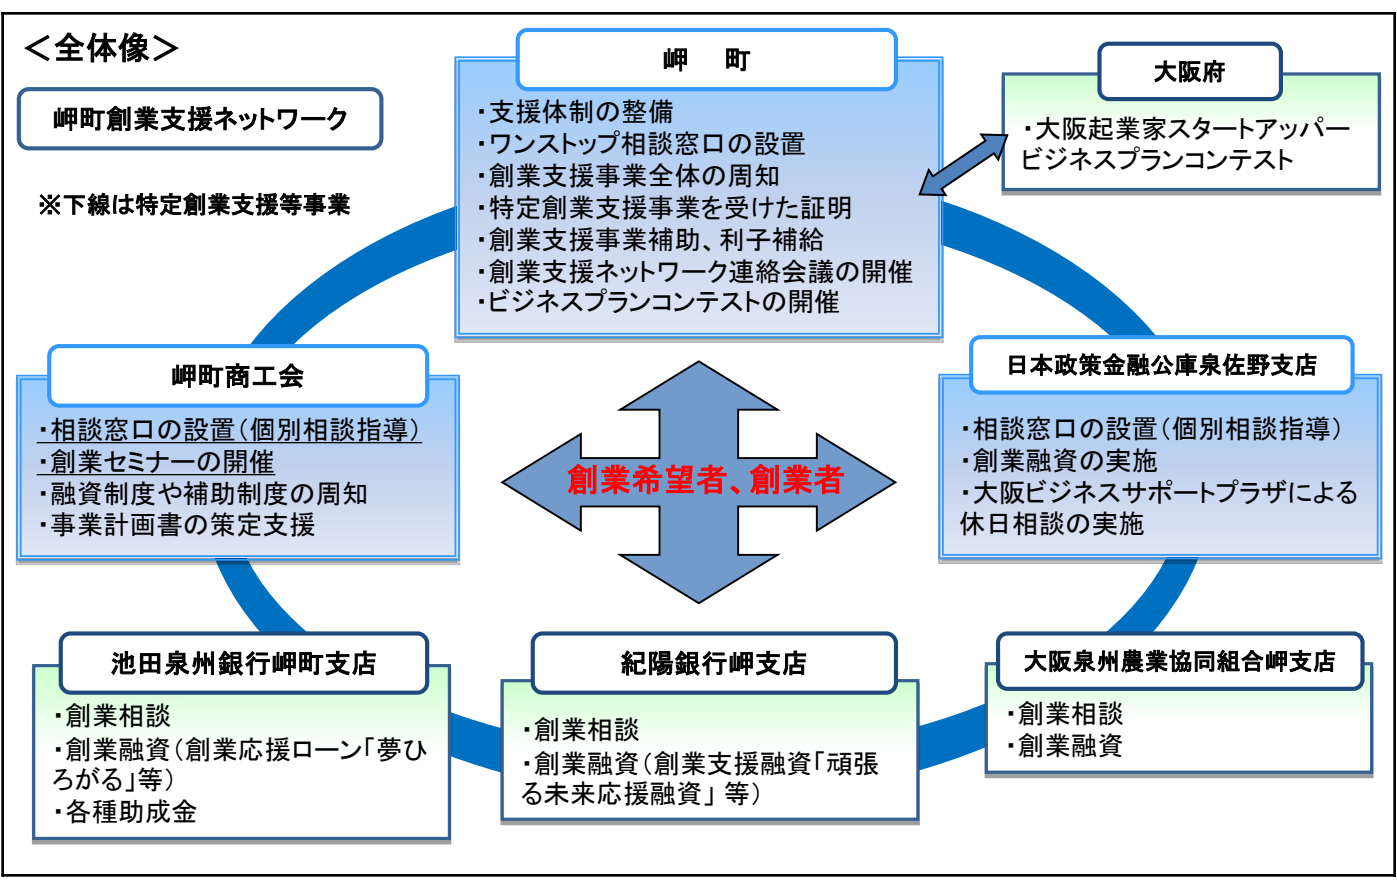 ＜全体像＞
岬町創業支援ネットワーク
※下線は特定創業支援等事業
岬　町
・支援体制の整備
・ワンストップ相談窓口の設置
・創業支援事業全体の周知
・特定創業支援事業を受けた証明
・創業支援事業補助、利子補給
・創業支援ネットワーク連絡会議の開催
・ビジネスプランコンテストの開催
大阪府
・大阪起業家スタートアッパー
ビジネスプランコンテスト
岬町商工会
・相談窓口の設置（個別相談指導）
・創業セミナーの開催
・融資制度や補助制度の周知
・事業計画書の策定支援
創業希望者、創業者
日本政策金融公庫泉佐野支店
・相談窓口の設置（個別相談指導）
・創業融資の実施
・大阪ビジネスサポートプラザによる
休日相談の実施
池田泉州銀行岬町支店
・創業相談
・創業融資（創業応援ローン「夢ひ
ろがる」等）
・各種助成金
紀陽銀行岬支店
・創業相談
・創業融資（創業支援融資「頑張
る未来応援融資」 等）
大阪泉州農業協同組合岬支店
・創業相談
・創業融資